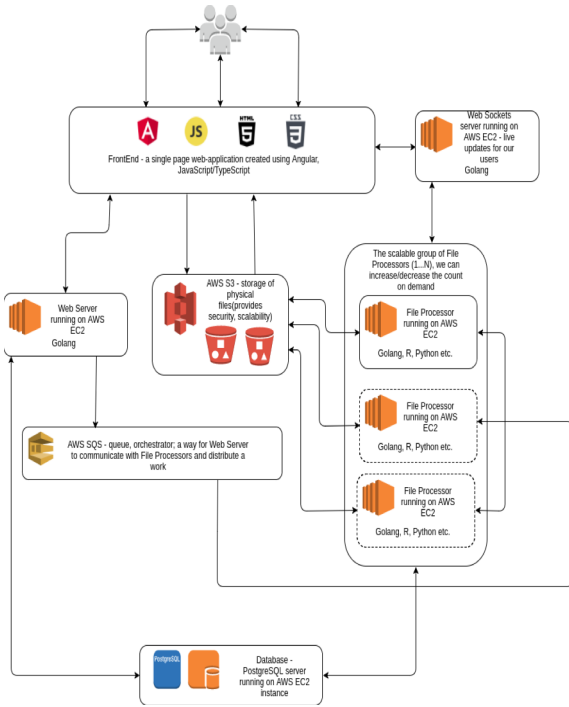 JS
HTML
5
CSS
3
FrontEnd - a single page web-application created using Angular,
JavaScript/TypeScript
Web Sockets
server running on
AWS EC2 - live
updates for our
users
Golang
The scalable group of File
Processors (1...N), we can
increase/decrease the count
on demand
AWS S3 - storage of
physical
files(provides
security, scalability)
Web Server
running on AWS
EC2
Golang
File Processor
running on AWS
EC2
Golang, R, Python etc.
File Processor
running on AWS
EC2
Golang, R, Python etc.
AWS SQS - queue, orchestrator; a way for Web Server
to communicate with File Processors and distribute a
work
File Processor
running on AWS
EC2
Golang, R, Python etc.
PostgreSQL
Database -
PostgreSQL server
running on AWS EC2
instance